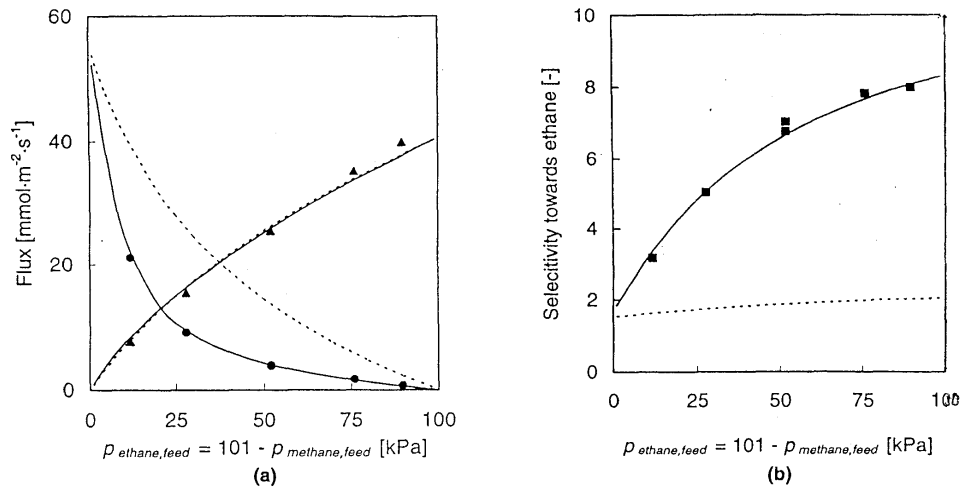 60
40
20
0
Flux [mmol·m⁻²·s⁻¹]
0 25 50 75 100
p ethane,feed = 101 - p methane,feed [kPa]
(a)
10
8
6
4
2
0
Selecitivity towards ethane [-]
0 25 50 75 100
p ethane,feed = 101 - p methane,feed [kPa]
(b)